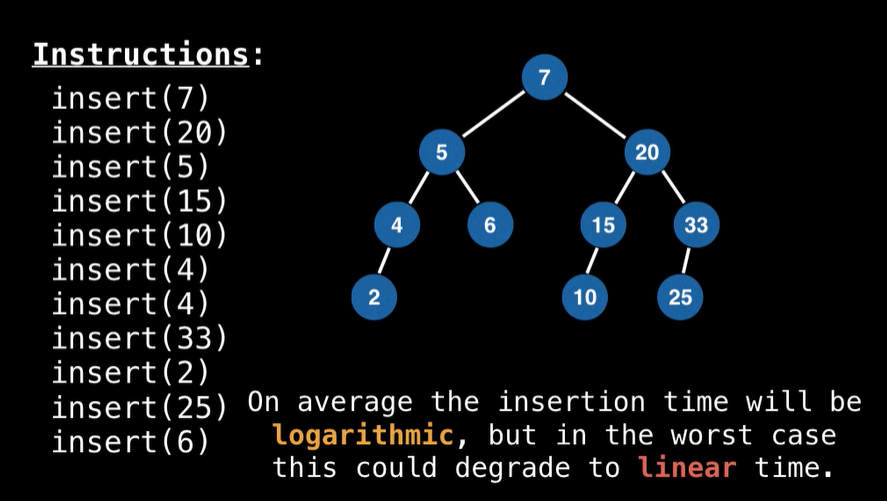 Instructions:
insert(7)
insert(20)
insert(5)
insert(15)
insert(10)
insert(4)
insert(4)
insert(33)
insert(2)
insert(25)
insert(6)
7
5
20
4
6
15
33
2
10
25
On average the insertion time will be
logarithmic, but in the worst case
this could degrade to linear time.